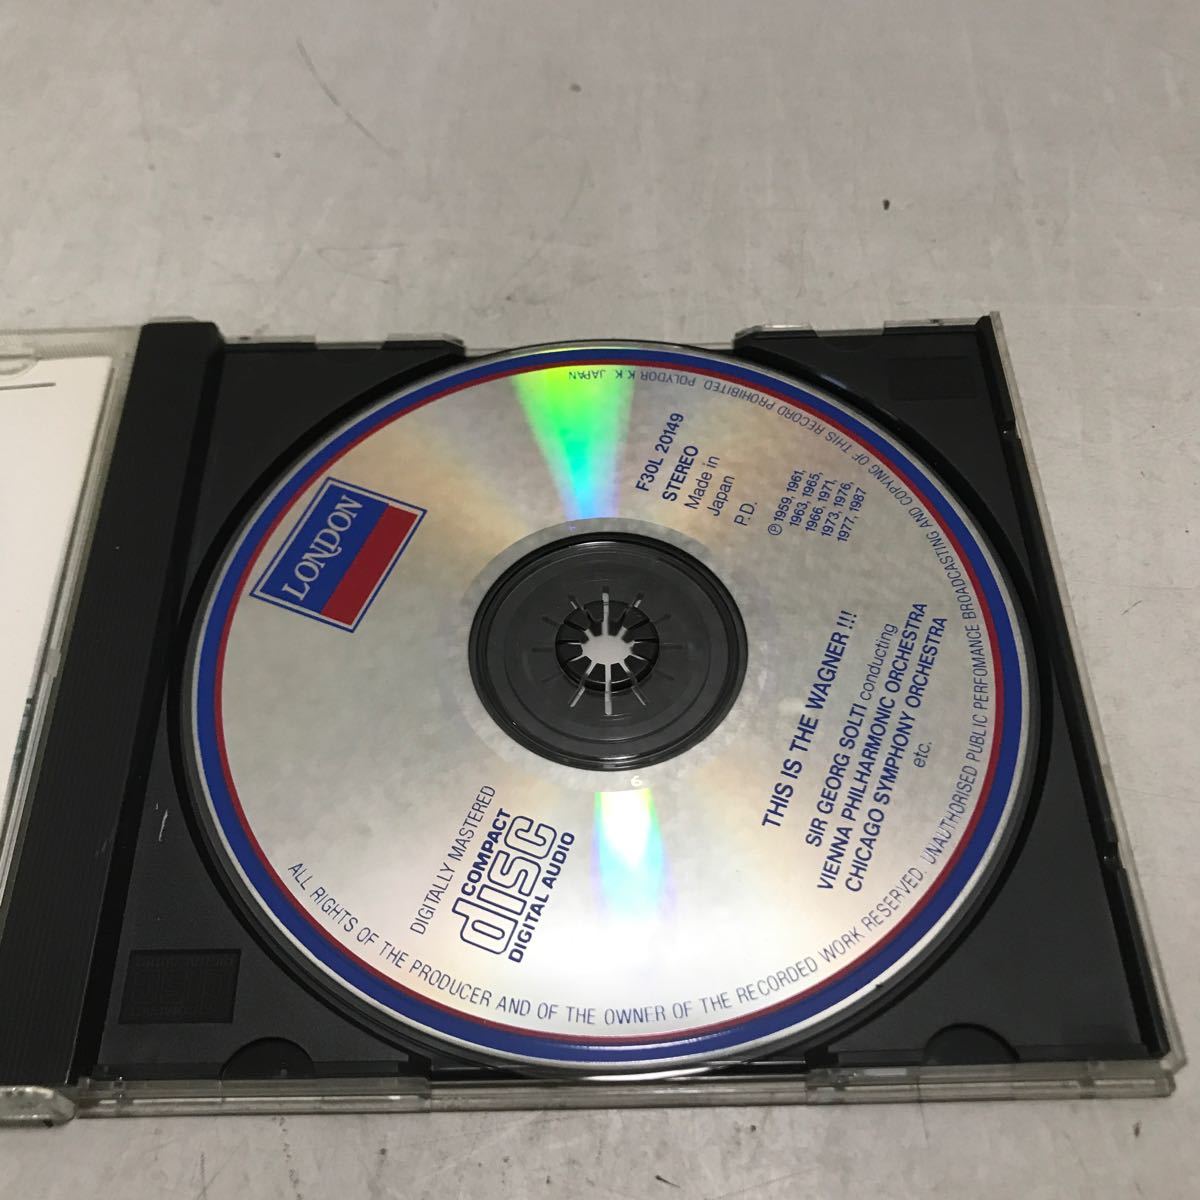 LONDON
F30L 20149
STEREO
Made in
Japan
P.D.
℗1959, 1961,
1963, 1965,
1966, 1971,
1973, 1976,
1977, 1987
THIS IS THE WAGNER !!!
SIR GEORG SOLTI conducting
VIENNA PHILHARMONIC ORCHESTRA
CHICAGO SYMPHONY ORCHESTRA
etc.
DIGITALLY MASTERED
COMPACT
disc
DIGITAL AUDIO
ALL RIGHTS OF THE PRODUCER AND OF THE OWNER OF THE RECORDED WORK RESERVED. UNAUTHORISED PUBLIC PERFOMANCE BROADCASTING AND COPYING OF THIS RECORD PROHIBITED. POLYDOR K.K. JAPAN